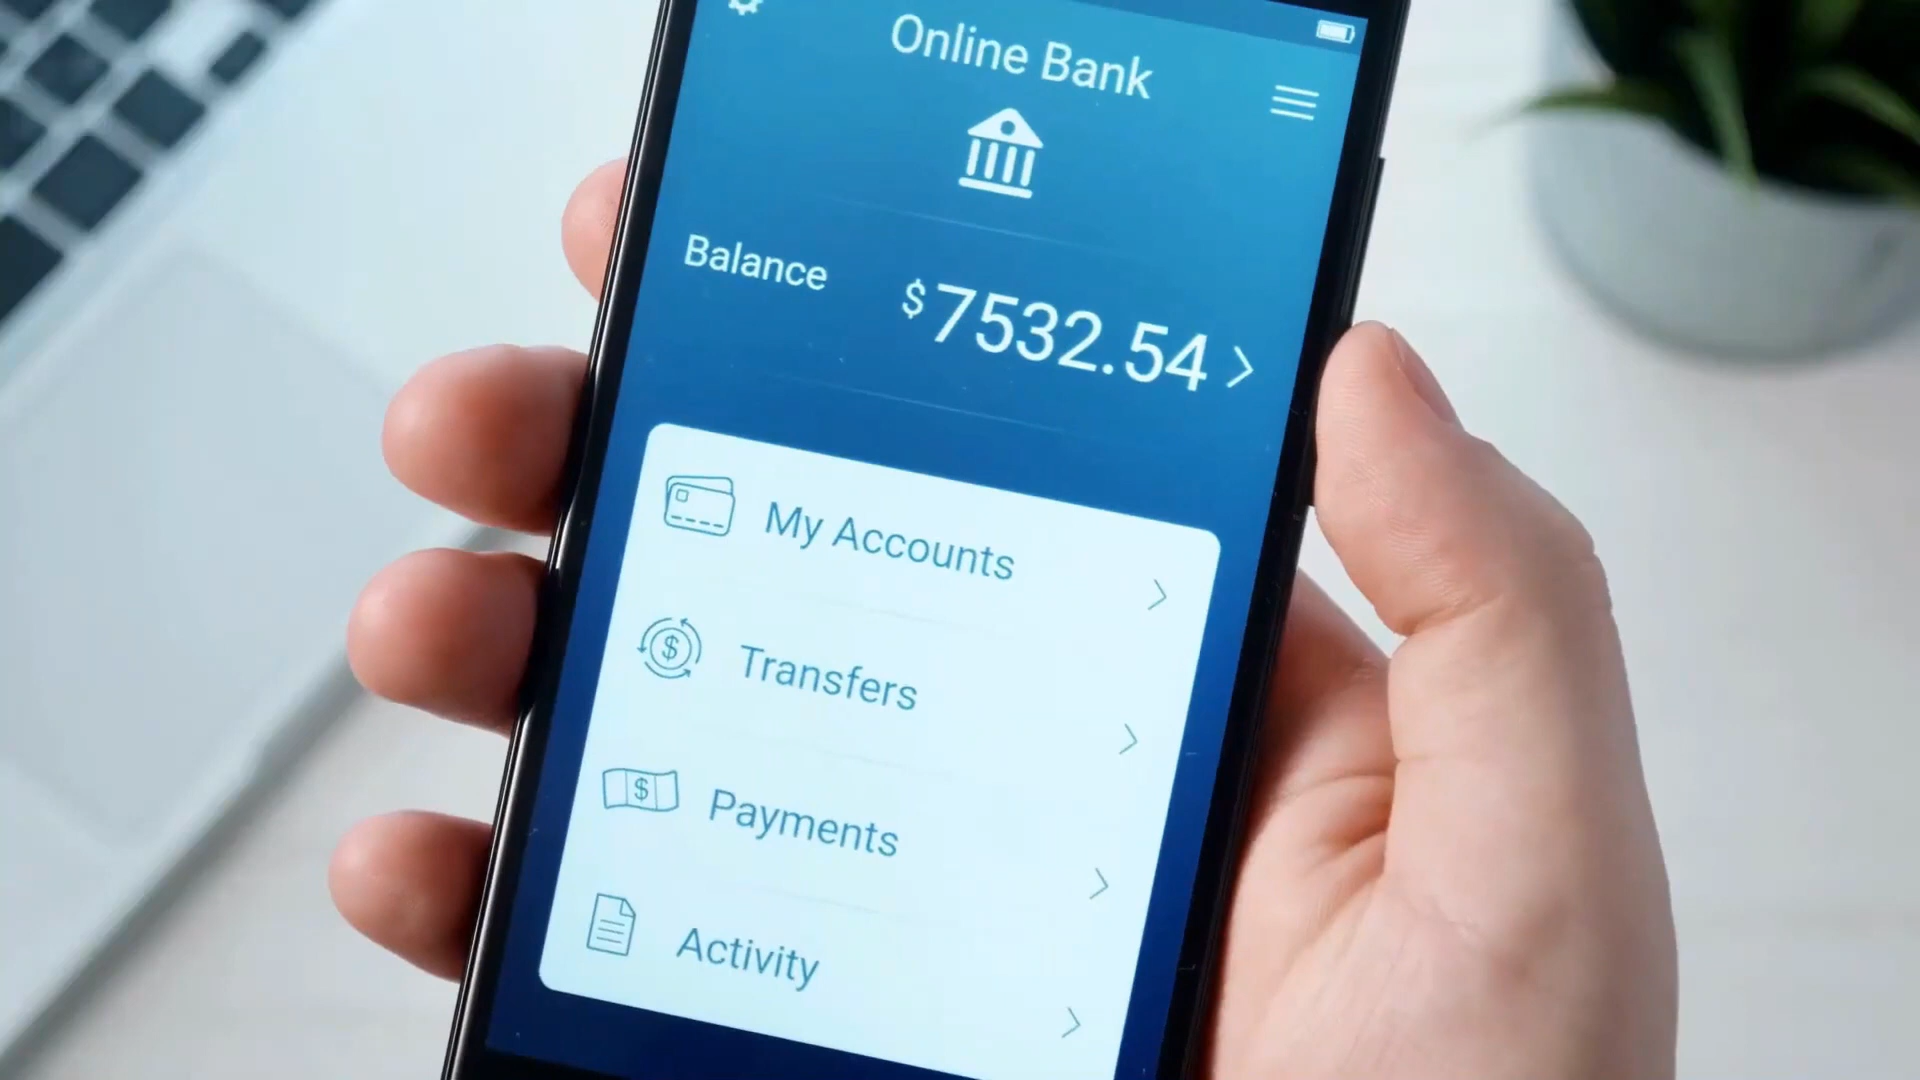 Online Bank
Balance
$7532.54
My Accounts
Transfers
Payments
Activity